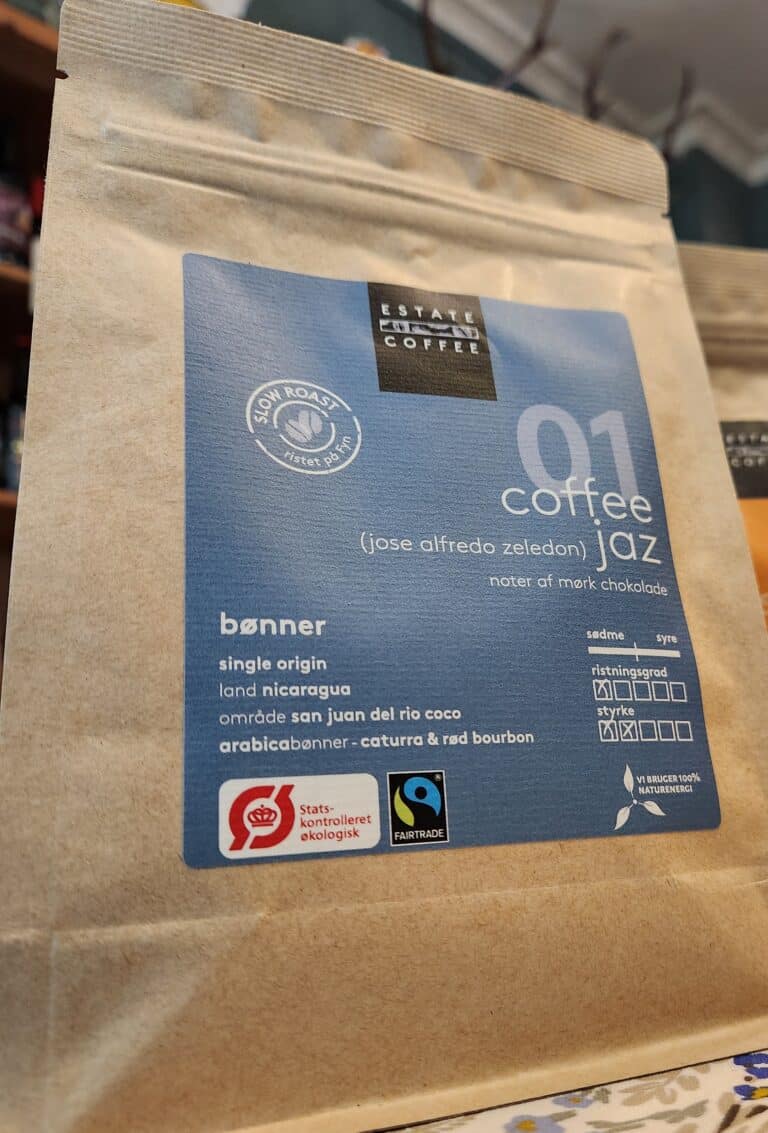 ESTATE
COFFEE
SLOW ROAST
ristet på Fyn
01
coffee
(jose alfredo zeledon) jaz
noter af mørk chokolade
bønner
single origin
land nicaragua
område san juan del rio coco
arabicabønner - caturra & rød bourbon
sødme syre
ristningsgrad
styrke
Stats-
kontrolleret
økologisk
FAIRTRADE
VI BRUGER 100%
NATURENERGI
ESTA
COF